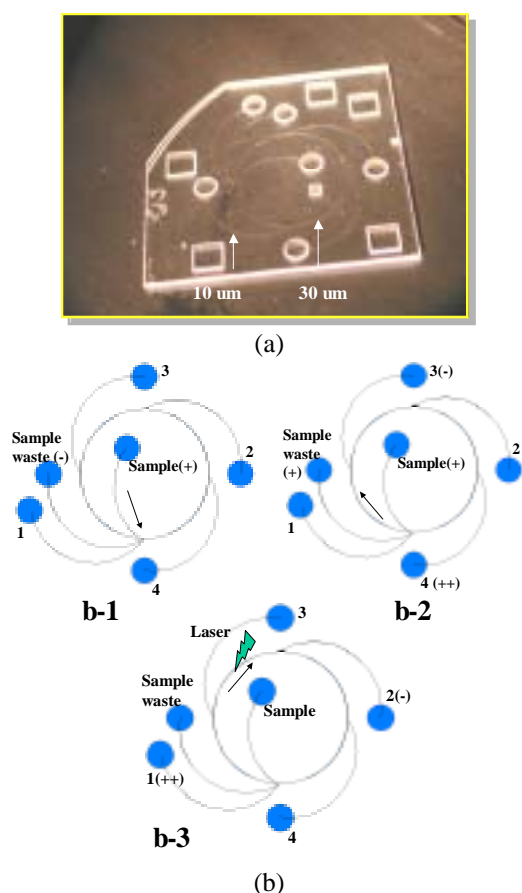 10 um 30 um
(a)
3
Sample
waste (-)
Sample(+)
2
1
4
b-1
3(-)
Sample
waste
(+)
Sample(+)
2
1
4 (++)
b-2
3
Laser
Sample
waste
Sample
2(-)
1(++)
4
b-3
(b)